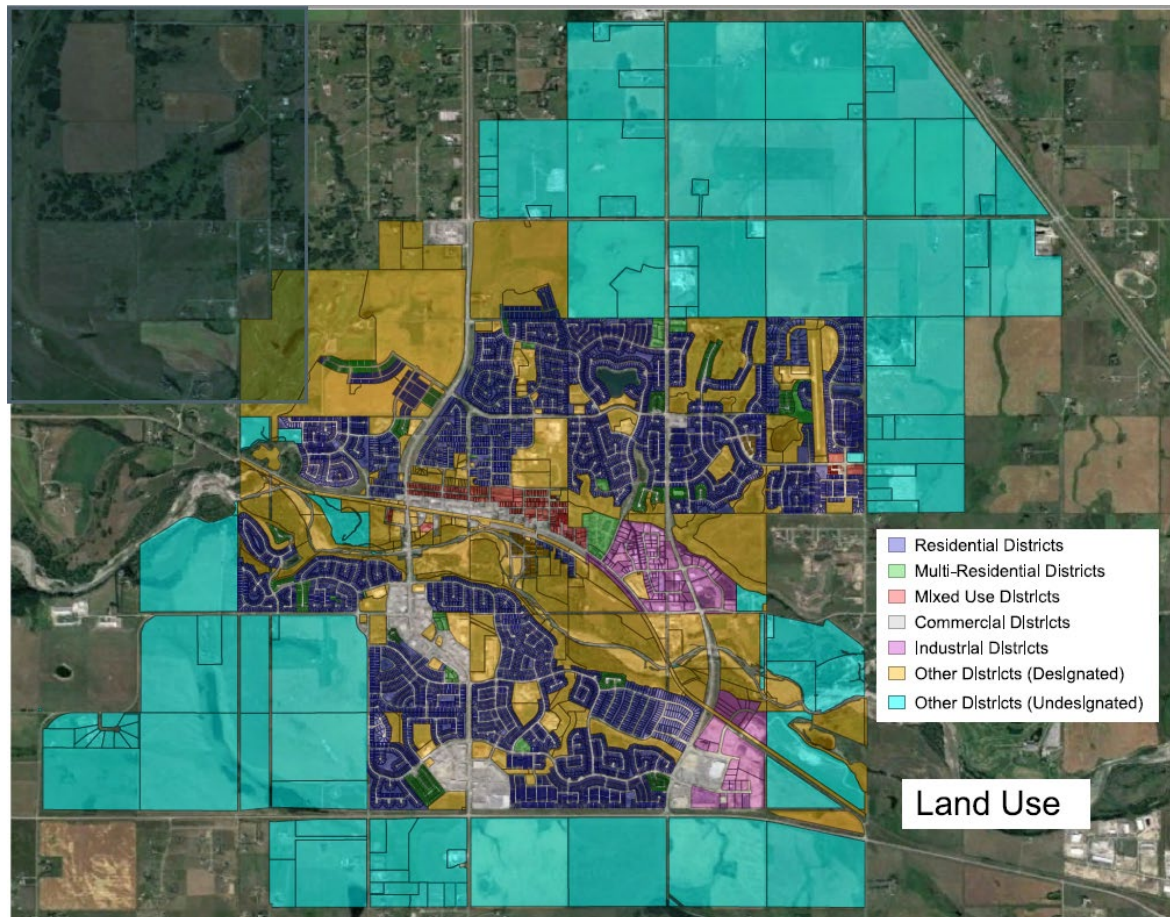 Residential Districts
Multi-Residential Districts
Mixed Use Districts
Commercial Districts
Industrial Districts
Other Districts (Designated)
Other Districts (Undesignated)
Land Use